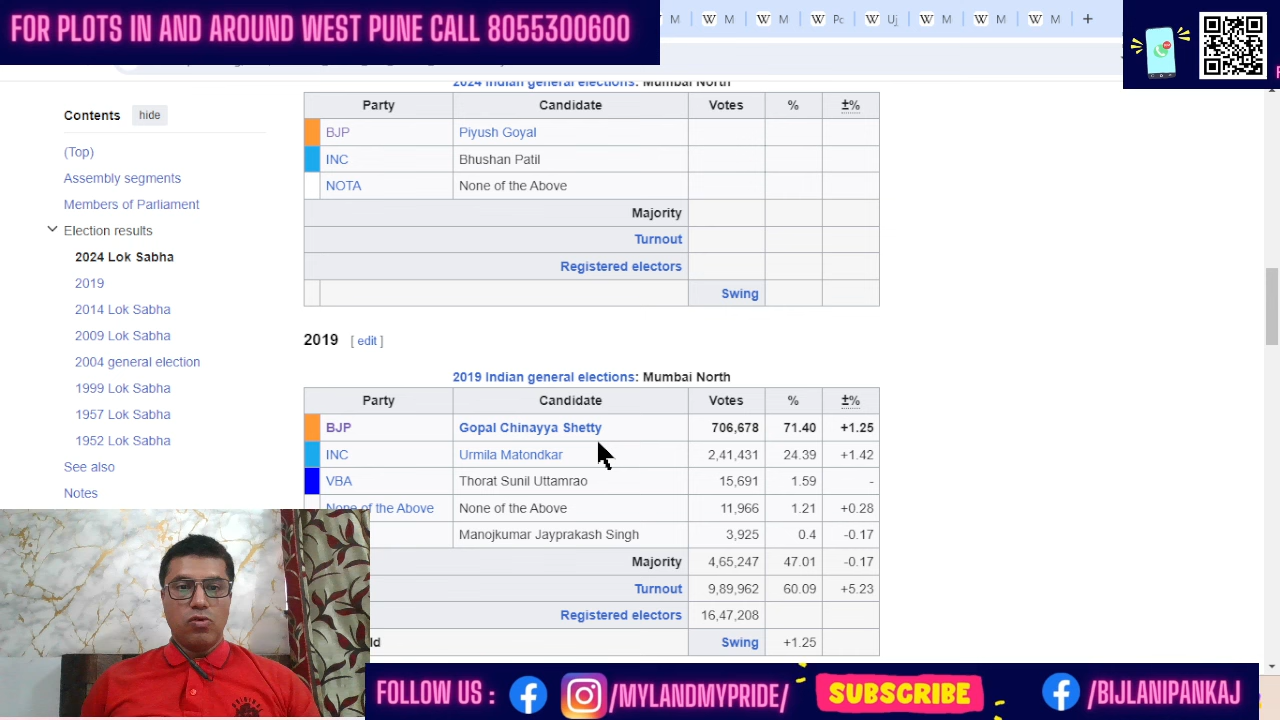 FOR PLOTS IN AND AROUND WEST PUNE CALL 8055300600
M W M W M W Pc W Uj W M W M W M +
Contents hide
(Top)
Assembly segments
Members of Parliament
Election results
2024 Lok Sabha
2019
2014 Lok Sabha
2009 Lok Sabha
2004 general election
1999 Lok Sabha
1957 Lok Sabha
1952 Lok Sabha
See also
Notes
2024 Indian general elections: Mumbai North
Party Candidate Votes % ±%
BJP Piyush Goyal
INC Bhushan Patil
NOTA None of the Above
Majority
Turnout
Registered electors
Swing
2019 [ edit ]
2019 Indian general elections: Mumbai North
Party Candidate Votes % ±%
BJP Gopal Chinayya Shetty 706,678 71.40 +1.25
INC Urmila Matondkar 2,41,431 24.39 +1.42
VBA Thorat Sunil Uttamrao 15,691 1.59 -
None of the Above None of the Above 11,966 1.21 +0.28
Manojkumar Jayprakash Singh 3,925 0.4 -0.17
Majority 4,65,247 47.01 -0.17
Turnout 9,89,962 60.09 +5.23
Registered electors 16,47,208
Swing +1.25
FOLLOW US : /MYLANDMYPRIDE/ SUBSCRIBE /BIJLANIPANKAJ